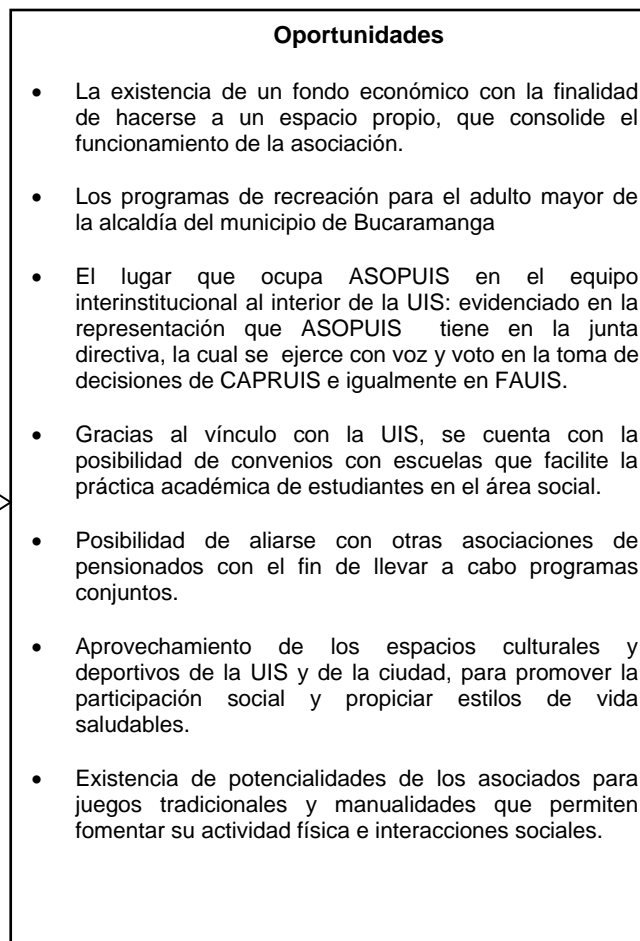 Oportunidades
• La existencia de un fondo económico con la finalidad
de hacerse a un espacio propio, que consolide el
funcionamiento de la asociación.
• Los programas de recreación para el adulto mayor de
la alcaldía del municipio de Bucaramanga
• El lugar que ocupa ASOPUIS en el equipo
interinstitucional al interior de la UIS: evidenciado en la
representación que ASOPUIS tiene en la junta
directiva, la cual se ejerce con voz y voto en la toma de
decisiones de CAPRUIS e igualmente en FAUIS.
• Gracias al vínculo con la UIS, se cuenta con la
posibilidad de convenios con escuelas que facilite la
práctica académica de estudiantes en el área social.
• Posibilidad de aliarse con otras asociaciones de
pensionados con el fin de llevar a cabo programas
conjuntos.
• Aprovechamiento de los espacios culturales y
deportivos de la UIS y de la ciudad, para promover la
participación social y propiciar estilos de vida
saludables.
• Existencia de potencialidades de los asociados para
juegos tradicionales y manualidades que permiten
fomentar su actividad física e interacciones sociales.